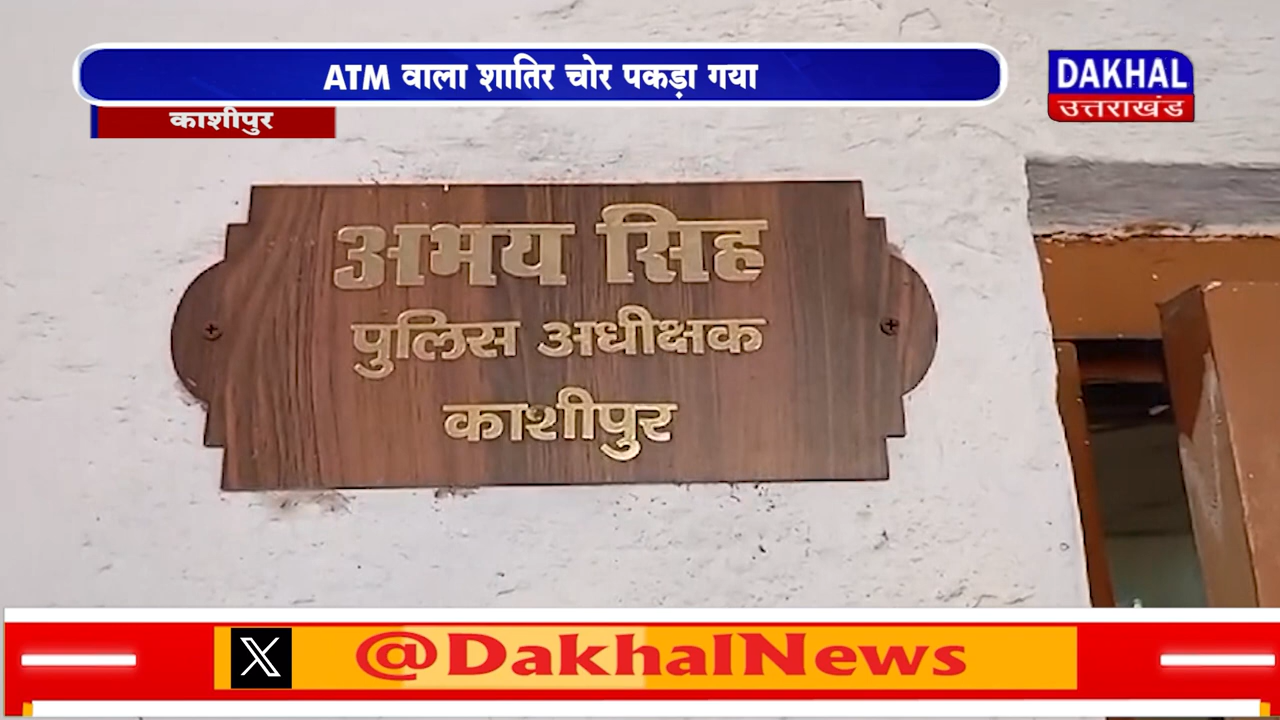 ATM वाला शातिर चोर पकड़ा गया
काशीपुर
DAKHAL
उत्तराखंड
अभय सिह
पुलिस अधीक्षक
काशीपुर
X @DakhalNews